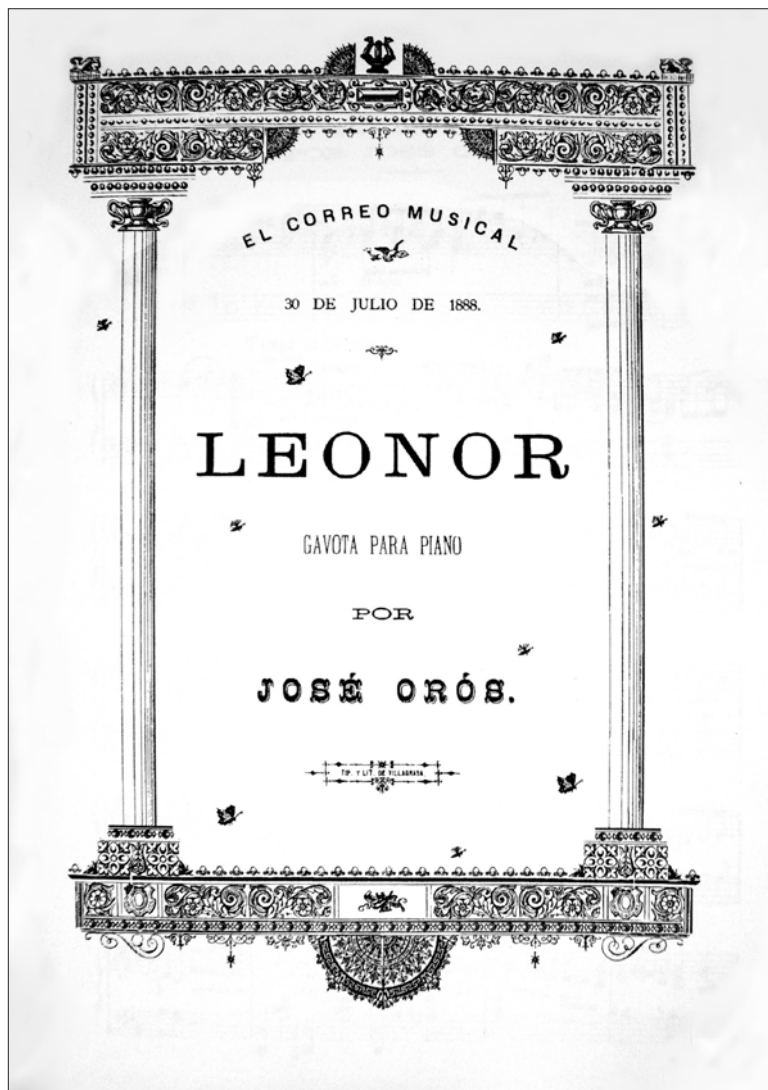 EL CORREO MUSICAL
30 DE JULIO DE 1888.
LEONOR
GAVOTA PARA PIANO
POR
JOSÉ ORÓS.
TIP. Y LIT. DE VILLAGRASA